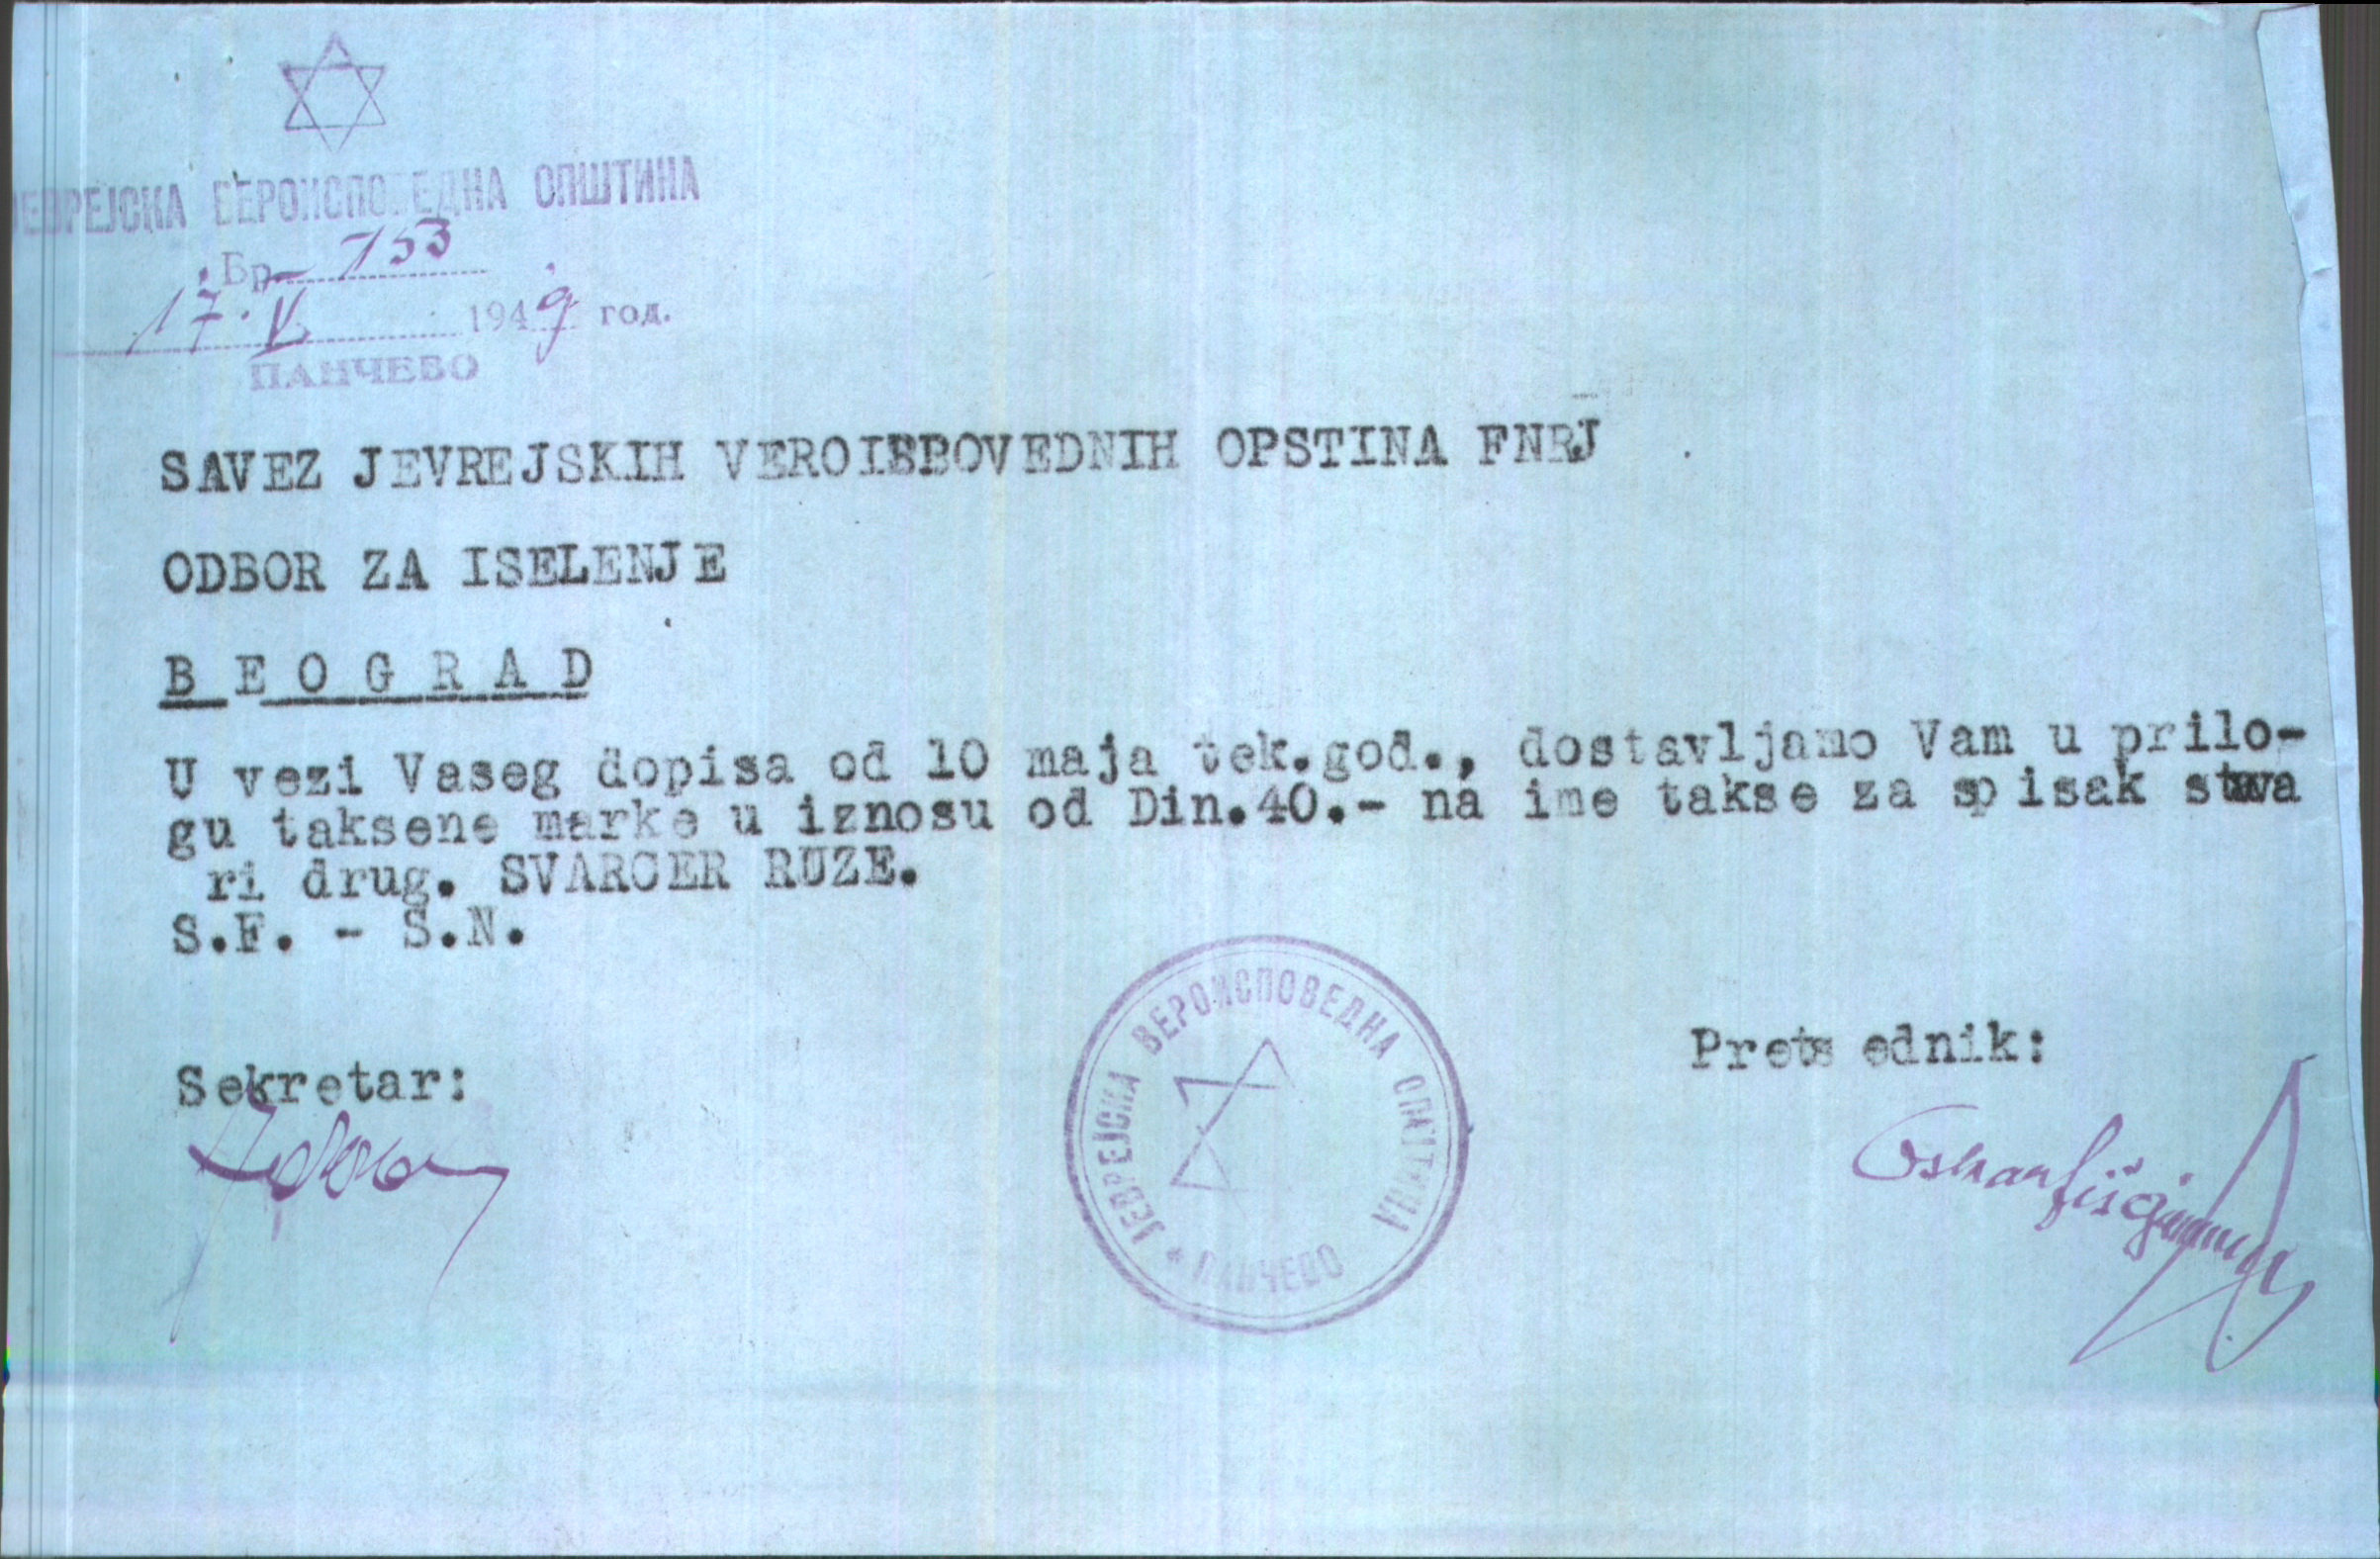 ЈЕВРЕЈСКА ВЕРОИСПОВЕДНА ОПШТИНА
Бр. 153
17. V 1949 год.
ПАНЧЕВО
SAVEZ JEVREJSKIH VEROISPOVEDNIH OPSTINA FNRJ
ODBOR ZA ISELENJE
BEOGRAD
U vezi Vaseg dopisa od 10 maja tek.god., dostavljamo Vam u prilo-
gu taksene marke u iznosu od Din.40.- na ime takse za spisak stva
ri drug. SVARCER RUZE.
S.F. - S.N.
Sekretar:
Pretsednik:
ЈЕВРЕЈСКА ВЕРОИСПОВЕДНА ОПШТИНА
* ПАНЧЕВО